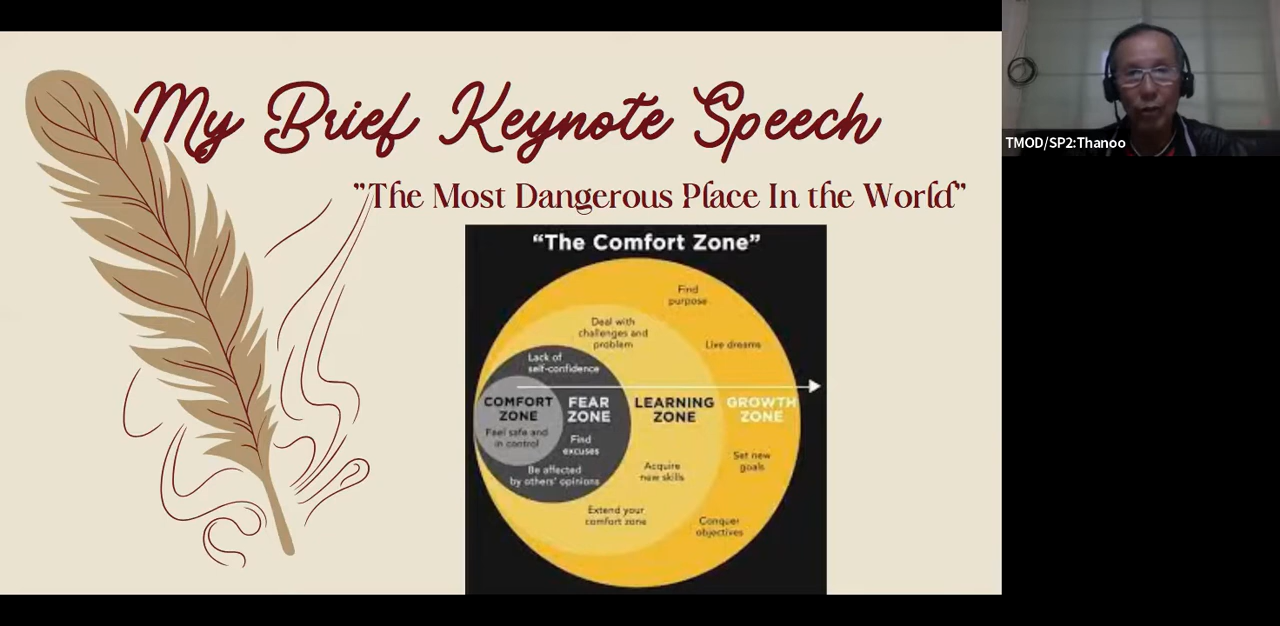 My Brief Keynote Speech
"The Most Dangerous Place In the World"
"The Comfort Zone"
Find
purpose
Deal with
challenges and
problem
Live dreams
Lack of
self-confidence
COMFORT
ZONE
Feel safe and
in control
FEAR
ZONE
Find
excuses
Be affected
by others' opinions
LEARNING
ZONE
Acquire
new skills
Extend your
comfort zone
GROWTH
ZONE
Set new
goals
Conquer
objectives
TMOD/SP2:Thanoo